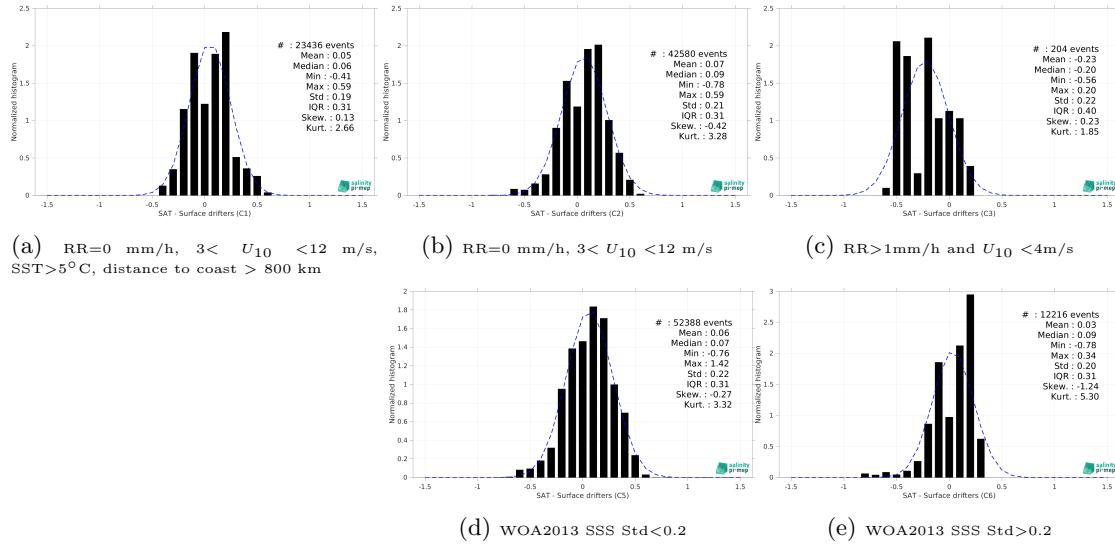 2.5
2
1.5
1
0.5
0
Normalized histogram
# : 23436 events
Mean : 0.05
Median : 0.06
Min : -0.41
Max : 0.59
Std : 0.19
IQR : 0.31
Skew. : 0.13
Kurt. : 2.66
salinity
pi-mep
-1.5 -1 -0.5 0 0.5 1 1.5
SAT - Surface drifters (C1)
(a) RR=0 mm/h, 3< U10 <12 m/s,
SST>5°C, distance to coast > 800 km
2.5
2
1.5
1
0.5
0
Normalized histogram
# : 42580 events
Mean : 0.07
Median : 0.09
Min : -0.78
Max : 0.59
Std : 0.21
IQR : 0.31
Skew. : -0.42
Kurt. : 3.28
salinity
pi-mep
-1.5 -1 -0.5 0 0.5 1 1.5
SAT - Surface drifters (C2)
(b) RR=0 mm/h, 3< U10 <12 m/s
2.5
2
1.5
1
0.5
0
Normalized histogram
# : 204 events
Mean : -0.23
Median : -0.20
Min : -0.56
Max : 0.20
Std : 0.22
IQR : 0.40
Skew. : 0.23
Kurt. : 1.85
salinity
pi-mep
-1.5 -1 -0.5 0 0.5 1 1.5
SAT - Surface drifters (C3)
(c) RR>1mm/h and U10 <4m/s
2
1.8
1.6
1.4
1.2
1
0.8
0.6
0.4
0.2
0
Normalized histogram
# : 52388 events
Mean : 0.06
Median : 0.07
Min : -0.76
Max : 1.42
Std : 0.22
IQR : 0.31
Skew. : -0.27
Kurt. : 3.32
salinity
pi-mep
-1.5 -1 -0.5 0 0.5 1 1.5
SAT - Surface drifters (C5)
(d) WOA2013 SSS Std<0.2
3
2.5
2
1.5
1
0.5
0
Normalized histogram
# : 12216 events
Mean : 0.03
Median : 0.09
Min : -0.78
Max : 0.34
Std : 0.20
IQR : 0.31
Skew. : -1.24
Kurt. : 5.30
salinity
pi-mep
-1.5 -1 -0.5 0 0.5 1 1.5
SAT - Surface drifters (C6)
(e) WOA2013 SSS Std>0.2